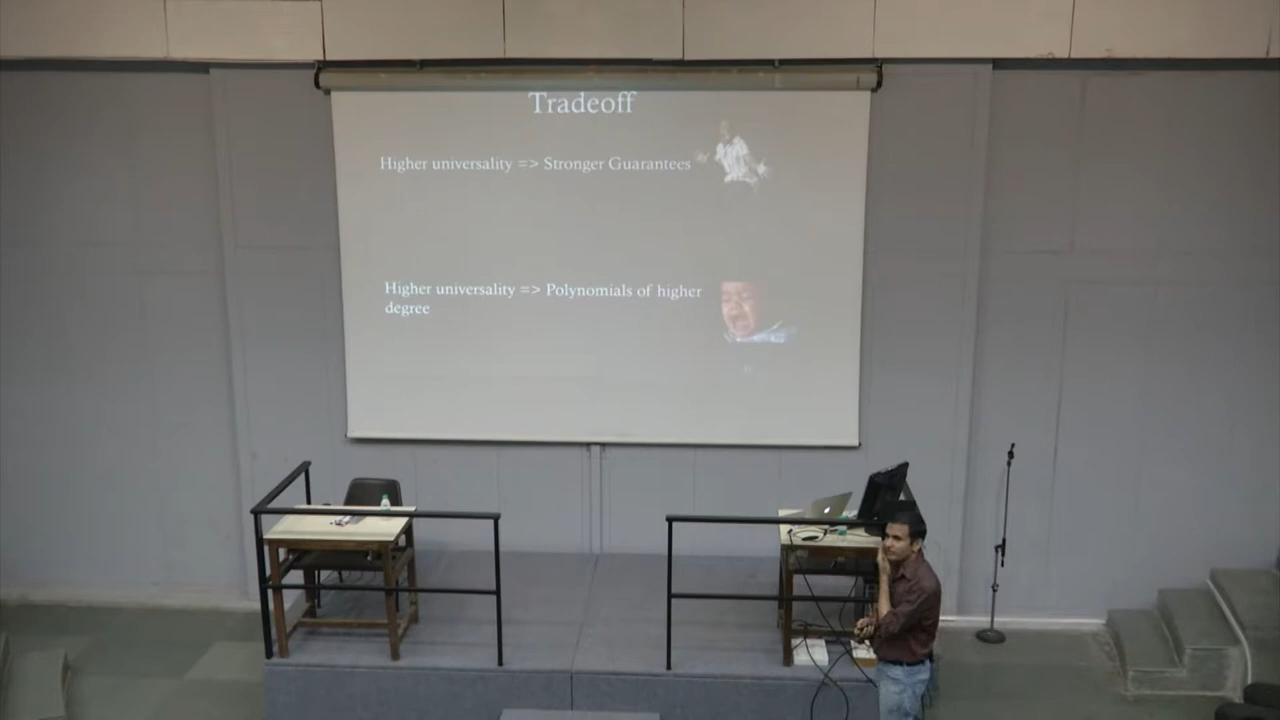 Tradeoff
Higher universality => Stronger Guarantees
Higher universality => Polynomials of higher
degree